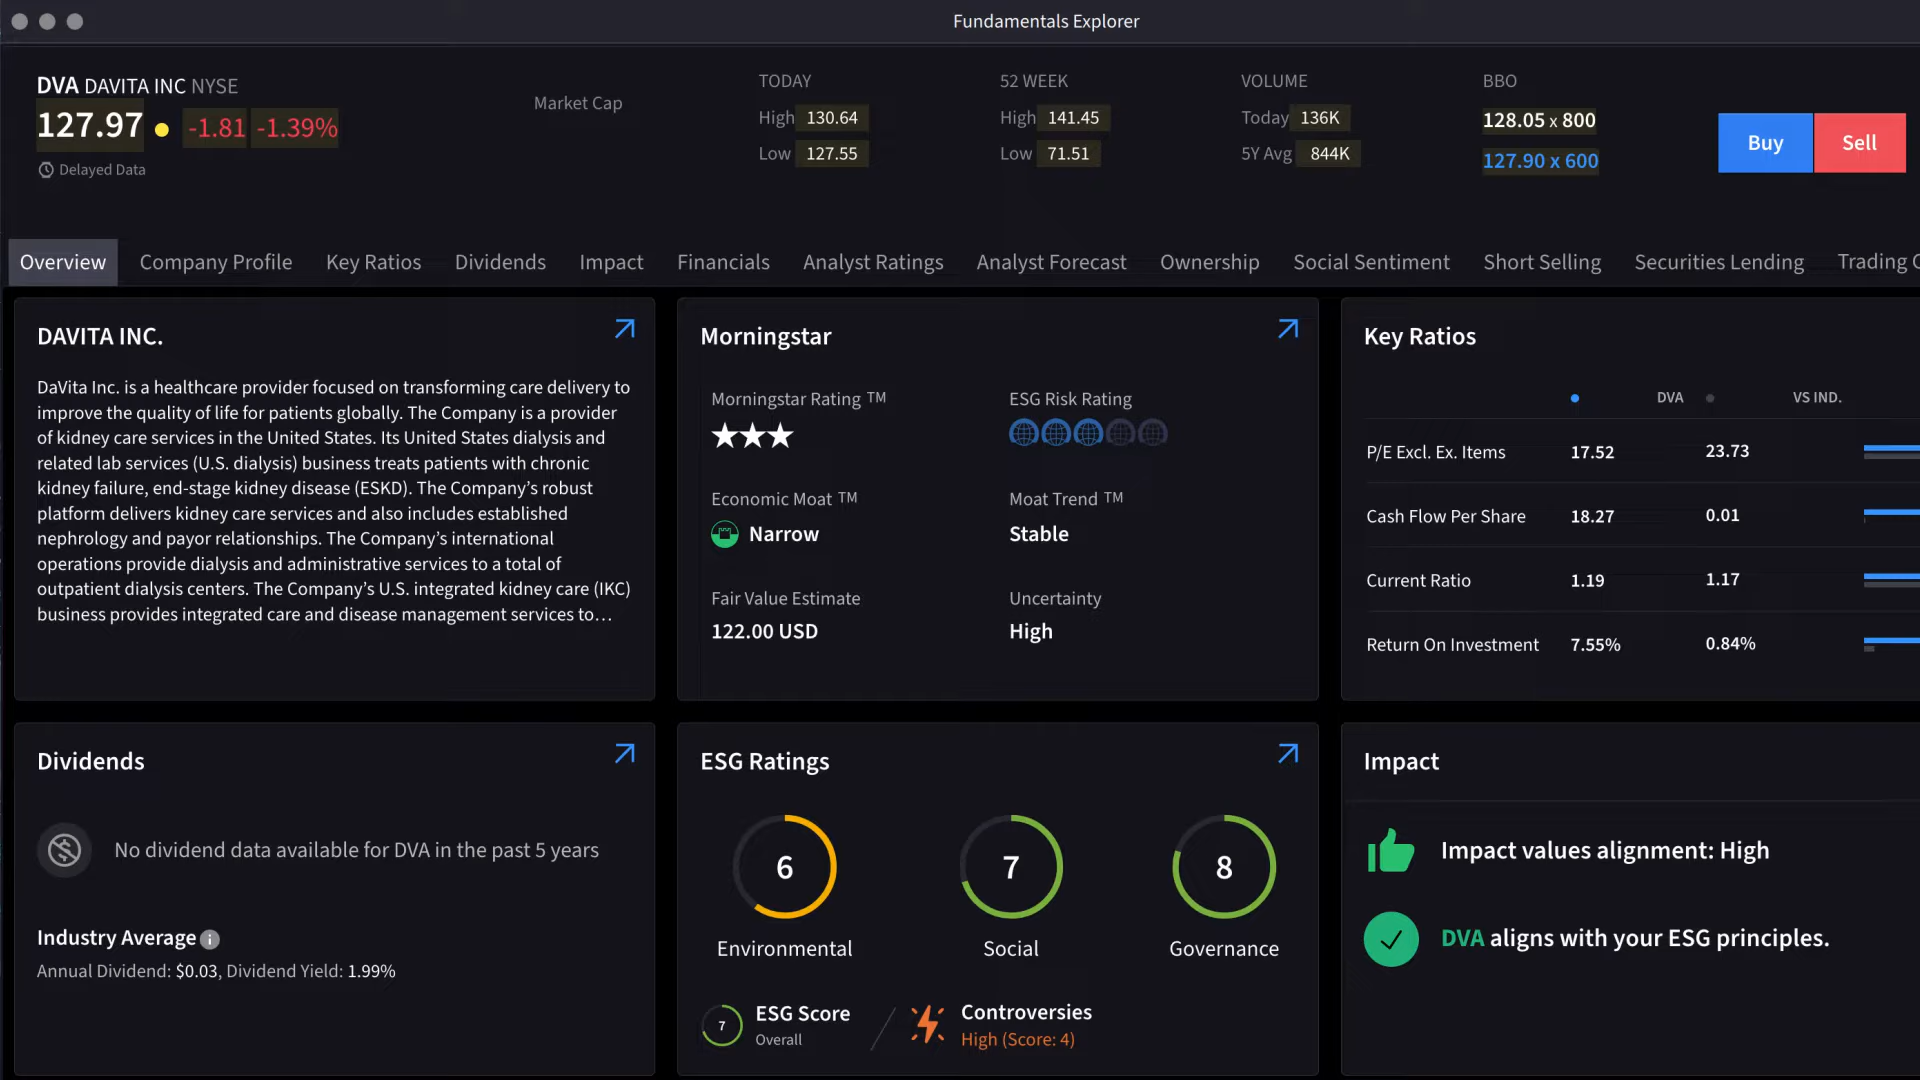 Fundamentals Explorer
DVA DAVITA INC NYSE
127.97 -1.81 -1.39%
Delayed Data
Market Cap
TODAY
High 130.64
Low 127.55
52 WEEK
High 141.45
Low 71.51
VOLUME
Today 136K
5Y Avg 844K
BBO
128.05 x 800
127.90 x 600
Buy
Sell
Overview
Company Profile
Key Ratios
Dividends
Impact
Financials
Analyst Ratings
Analyst Forecast
Ownership
Social Sentiment
Short Selling
Securities Lending
Trading C
DAVITA INC.
DaVita Inc. is a healthcare provider focused on transforming care delivery to
improve the quality of life for patients globally. The Company is a provider
of kidney care services in the United States. Its United States dialysis and
related lab services (U.S. dialysis) business treats patients with chronic
kidney failure, end-stage kidney disease (ESKD). The Company's robust
platform delivers kidney care services and also includes established
nephrology and payor relationships. The Company's international
operations provide dialysis and administrative services to a total of
outpatient dialysis centers. The Company's U.S. integrated kidney care (IKC)
business provides integrated care and disease management services to…
Morningstar
Morningstar Rating TM
ESG Risk Rating
Economic Moat TM
Narrow
Moat Trend TM
Stable
Fair Value Estimate
122.00 USD
Uncertainty
High
Key Ratios
DVA
VS IND.
P/E Excl. Ex. Items 17.52 23.73
Cash Flow Per Share 18.27 0.01
Current Ratio 1.19 1.17
Return On Investment 7.55% 0.84%
Dividends
No dividend data available for DVA in the past 5 years
Industry Average i
Annual Dividend: $0.03, Dividend Yield: 1.99%
ESG Ratings
6
Environmental
7
Social
8
Governance
7
ESG Score
Overall
Controversies
High (Score: 4)
Impact
Impact values alignment: High
DVA aligns with your ESG principles.